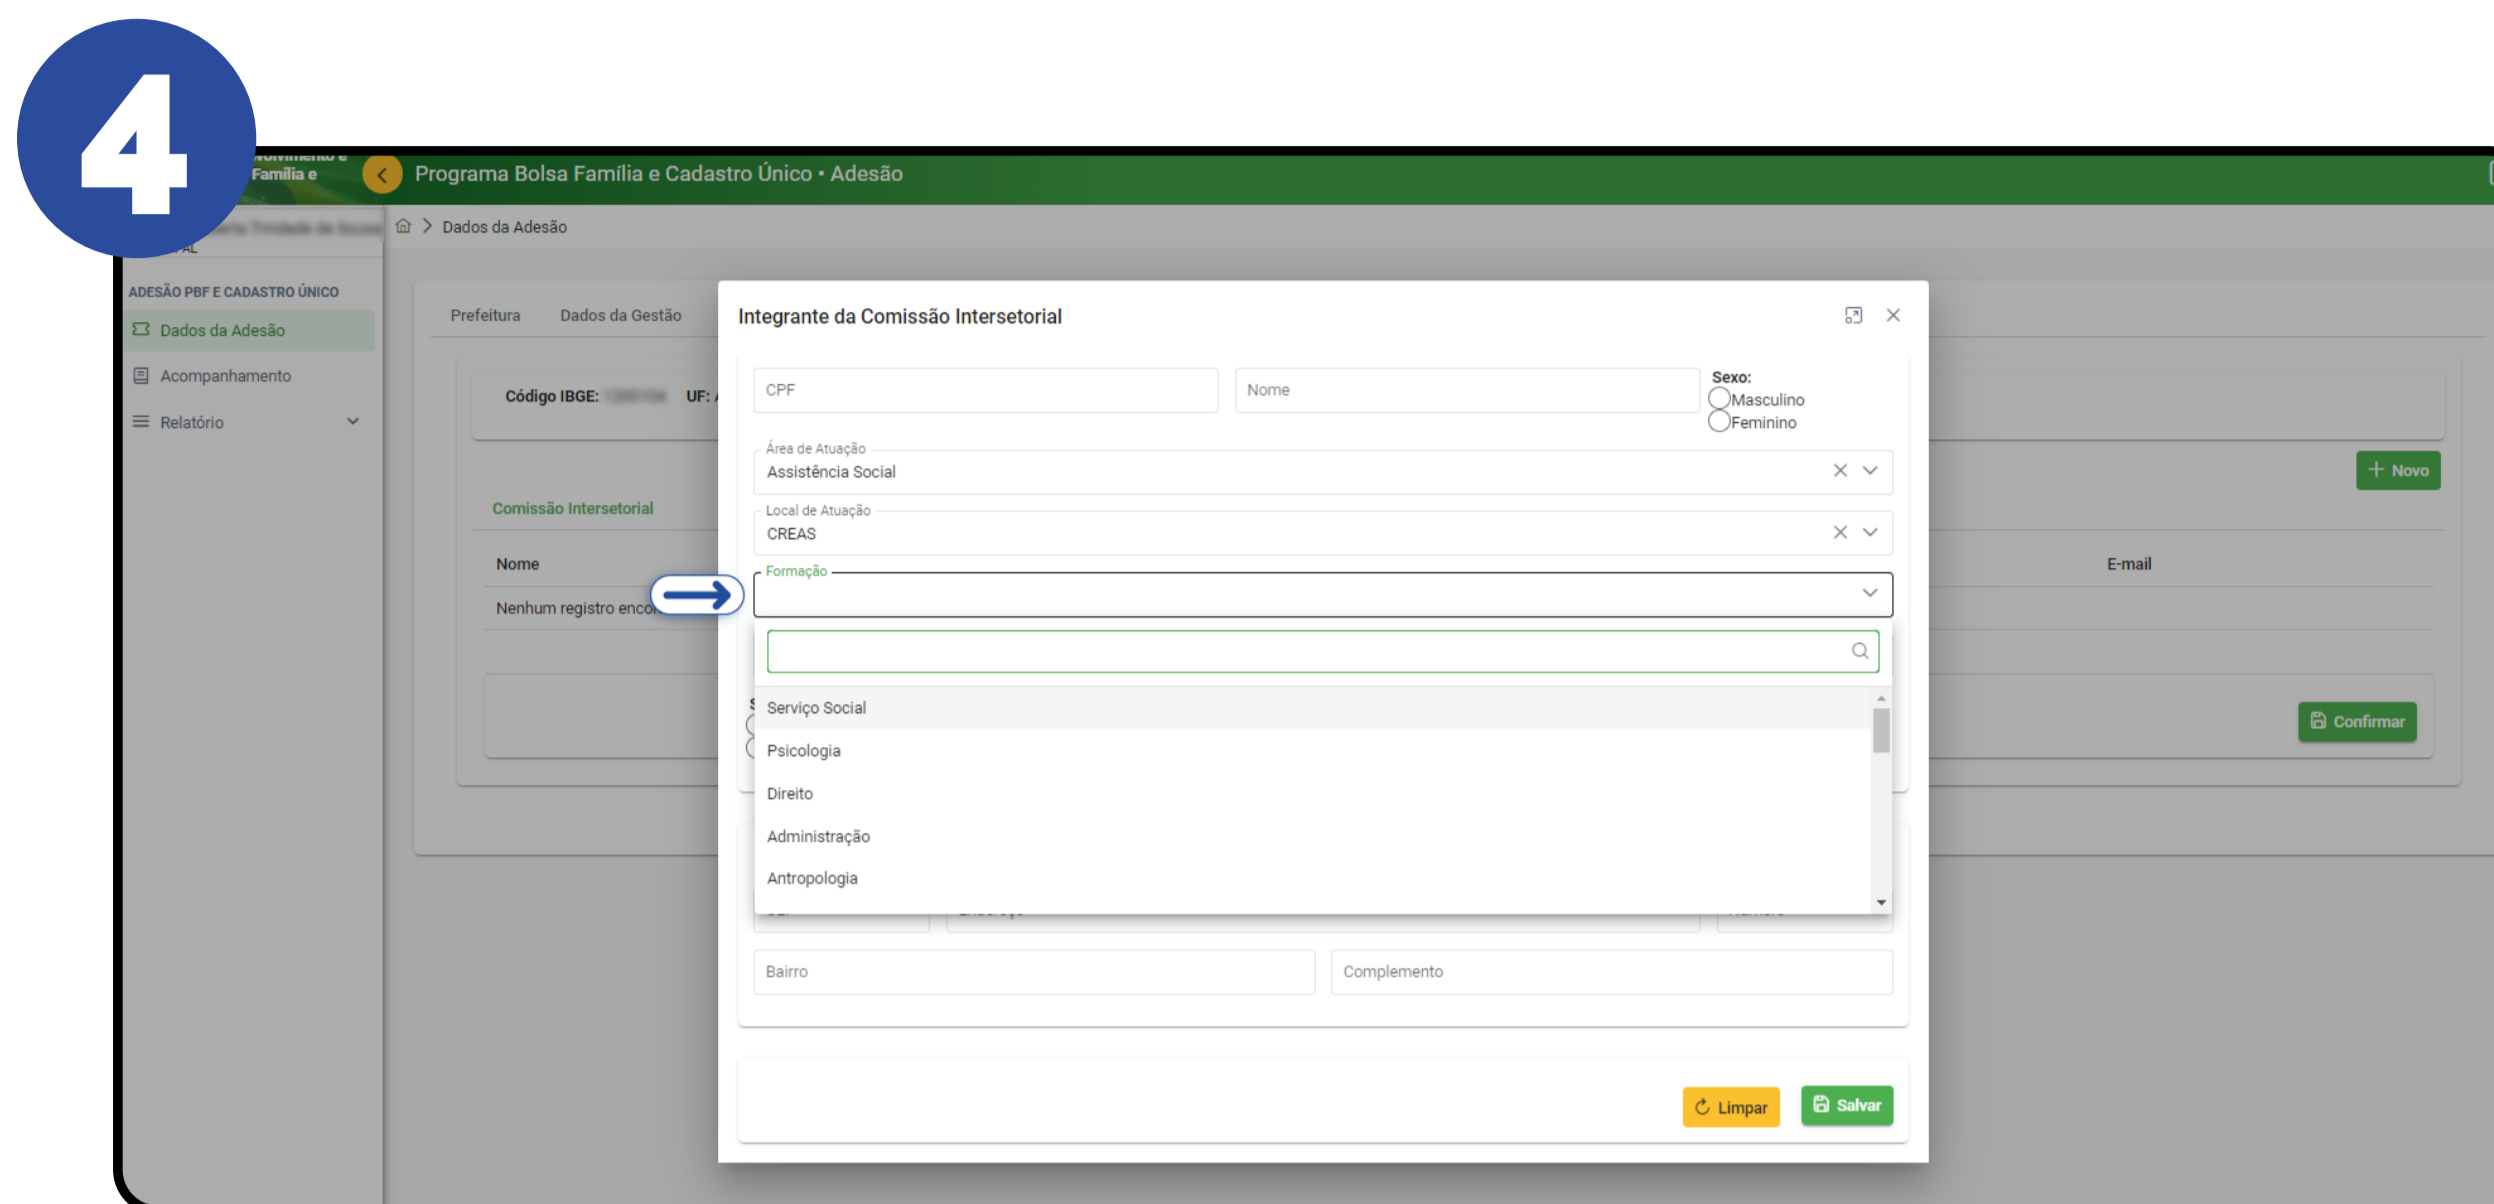 4
Família e
Programa Bolsa Família e Cadastro Único • Adesão
Dados da Adesão
ADESÃO PBF E CADASTRO ÚNICO
Dados da Adesão
Acompanhamento
Relatório
Prefeitura Dados da Gestão
Código IBGE: UF:
+ Novo
Comissão Intersetorial
Nome E-mail
Nenhum registro
Confirmar
Integrante da Comissão Intersetorial
CPF
Nome
Sexo:
Masculino
Feminino
Área de Atuação
Assistência Social
Local de Atuação
CREAS
Formação
Serviço Social
Psicologia
Direito
Administração
Antropologia
Bairro
Complemento
Limpar
Salvar